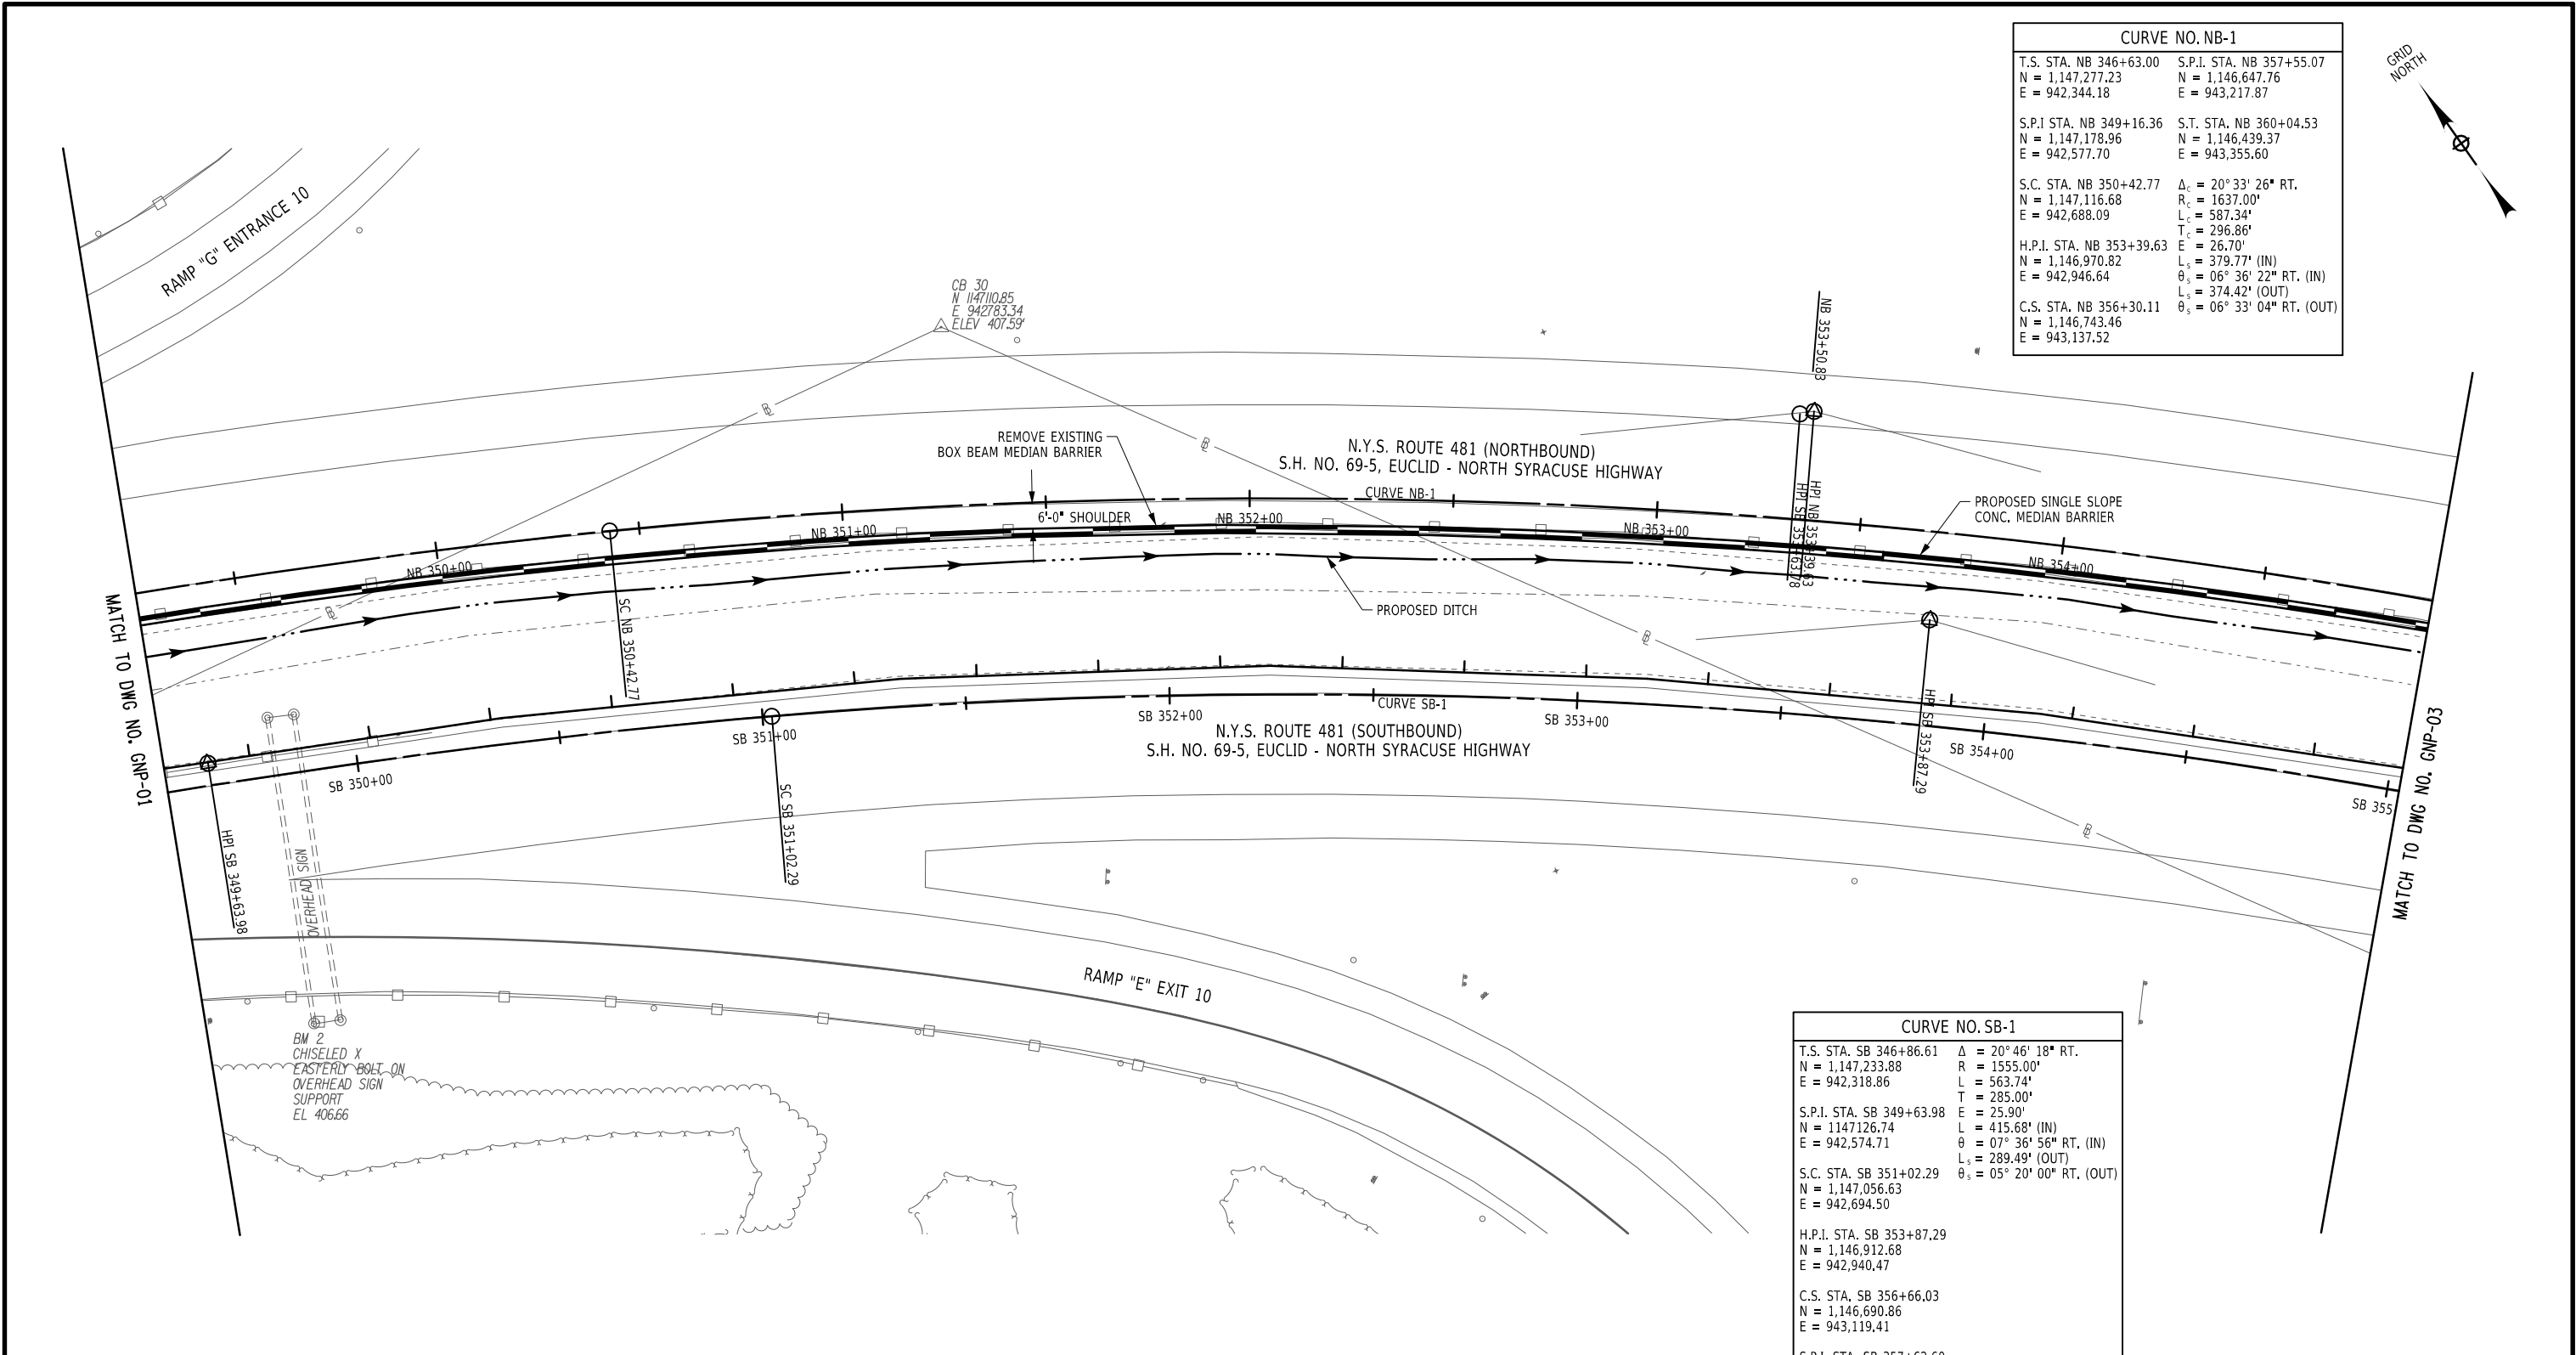 CURVE NO. NB-1
T.S. STA. NB 346+63.00
N = 1,147,277.23
E = 942,344.18
S.P.I STA. NB 349+16.36
N = 1,147,178.96
E = 942,577.70
S.C. STA. NB 350+42.77
N = 1,147,116.68
E = 942,688.09
H.P.I. STA. NB 353+39.63
N = 1,146,970.82
E = 942,946.64
C.S. STA. NB 356+30.11
N = 1,146,743.46
E = 943,137.52
S.P.I. STA. NB 357+55.07
N = 1,146,647.76
E = 943,217.87
S.T. STA. NB 360+04.53
N = 1,146,439.37
E = 943,355.60
Δc = 20° 33' 26" RT.
Rc = 1637.00'
Lc = 587.34'
Tc = 296.86'
E = 26.70'
Ls = 379.77' (IN)
θs = 06° 36' 22" RT. (IN)
Ls = 374.42' (OUT)
θs = 06° 33' 04" RT. (OUT)
GRID
NORTH
RAMP "G" ENTRANCE 10
CB 30
N 1147110.85
E 942783.34
ELEV 407.59'
NB 353+50.83
REMOVE EXISTING
BOX BEAM MEDIAN BARRIER
N.Y.S. ROUTE 481 (NORTHBOUND)
S.H. NO. 69-5, EUCLID - NORTH SYRACUSE HIGHWAY
CURVE NB-1
PROPOSED SINGLE SLOPE
CONC. MEDIAN BARRIER
6'-0" SHOULDER
NB 350+00
NB 351+00
NB 352+00
NB 353+00
NB 354+00
HPI NB 353+39.63
HPI SB 353+63.78
PROPOSED DITCH
SC NB 350+42.77
MATCH TO DWG NO. GNP-01
MATCH TO DWG NO. GNP-03
CURVE SB-1
SB 350+00
SB 351+00
SB 352+00
SB 353+00
SB 354+00
SB 355
N.Y.S. ROUTE 481 (SOUTHBOUND)
S.H. NO. 69-5, EUCLID - NORTH SYRACUSE HIGHWAY
HPI SB 349+63.98
SC SB 351+02.29
HPI SB 353+87.29
OVERHEAD SIGN
RAMP "E" EXIT 10
BM 2
CHISELED X
EASTERLY BOLT ON
OVERHEAD SIGN
SUPPORT
EL 406.66
CURVE NO. SB-1
T.S. STA. SB 346+86.61
N = 1,147,233.88
E = 942,318.86
S.P.I. STA. SB 349+63.98
N = 1147126.74
E = 942,574.71
S.C. STA. SB 351+02.29
N = 1,147,056.63
E = 942,694.50
H.P.I. STA. SB 353+87.29
N = 1,146,912.68
E = 942,940.47
C.S. STA. SB 356+66.03
N = 1,146,690.86
E = 943,119.41
Δ = 20° 46' 18" RT.
R = 1555.00'
L = 563.74'
T = 285.00'
E = 25.90'
L = 415.68' (IN)
θ = 07° 36' 56" RT. (IN)
Ls = 289.49' (OUT)
θs = 05° 20' 00" RT. (OUT)